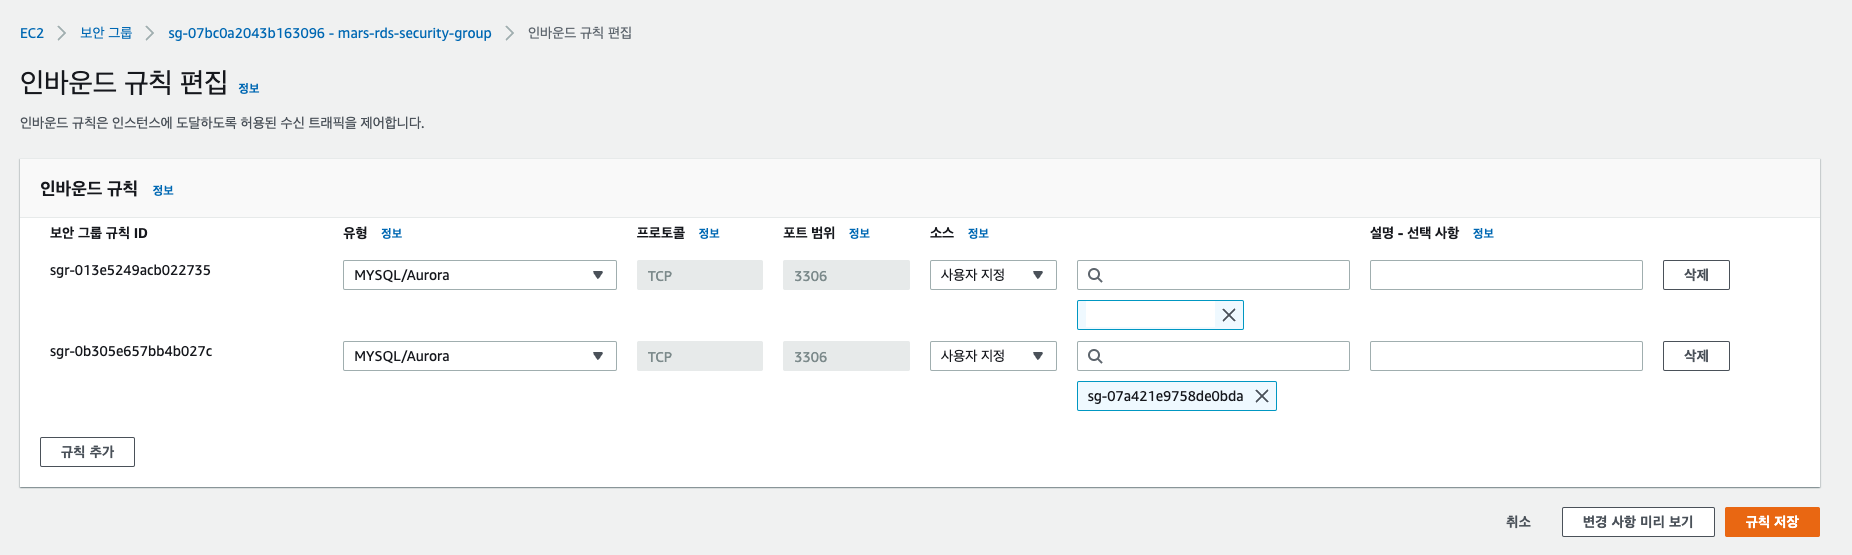 EC2 > 보안 그룹 > sg-07bc0a2043b163096 - mars-rds-security-group > 인바운드 규칙 편집
인바운드 규칙 편집 정보
인바운드 규칙은 인스턴스에 도달하도록 허용된 수신 트래픽을 제어합니다.
인바운드 규칙 정보
보안 그룹 규칙 ID 유형 정보 프로토콜 정보 포트 범위 정보 소스 정보 설명 - 선택 사항 정보
sgr-013e5249acb022735 MYSQL/Aurora TCP 3306 사용자 지정 삭제
sgr-0b305e657bb4b027c MYSQL/Aurora TCP 3306 사용자 지정 삭제
sg-07a421e9758de0bda
규칙 추가
취소 변경 사항 미리 보기 규칙 저장